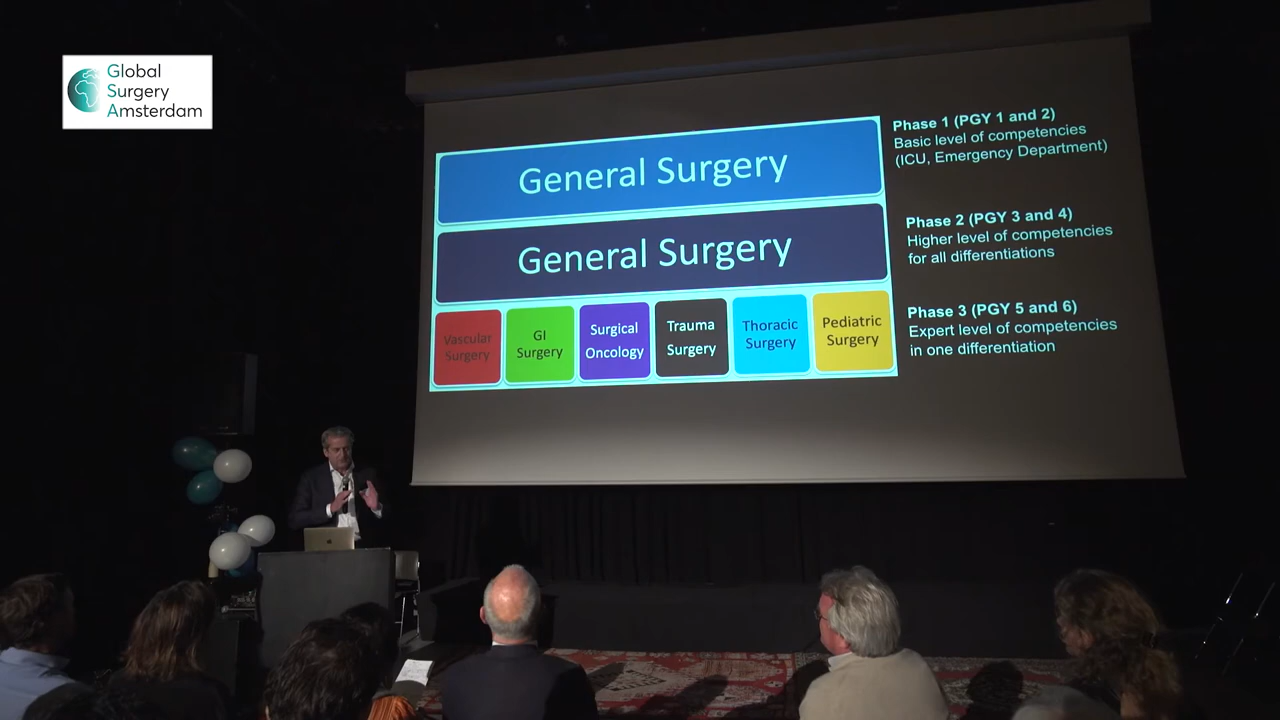 Global
Surgery
Amsterdam
General Surgery
General Surgery
Vascular
Surgery
GI
Surgery
Surgical
Oncology
Trauma
Surgery
Thoracic
Surgery
Pediatric
Surgery
Phase 1 (PGY 1 and 2)
Basic level of competencies
(ICU, Emergency Department)
Phase 2 (PGY 3 and 4)
Higher level of competencies
for all differentiations
Phase 3 (PGY 5 and 6)
Expert level of competencies
in one differentiation